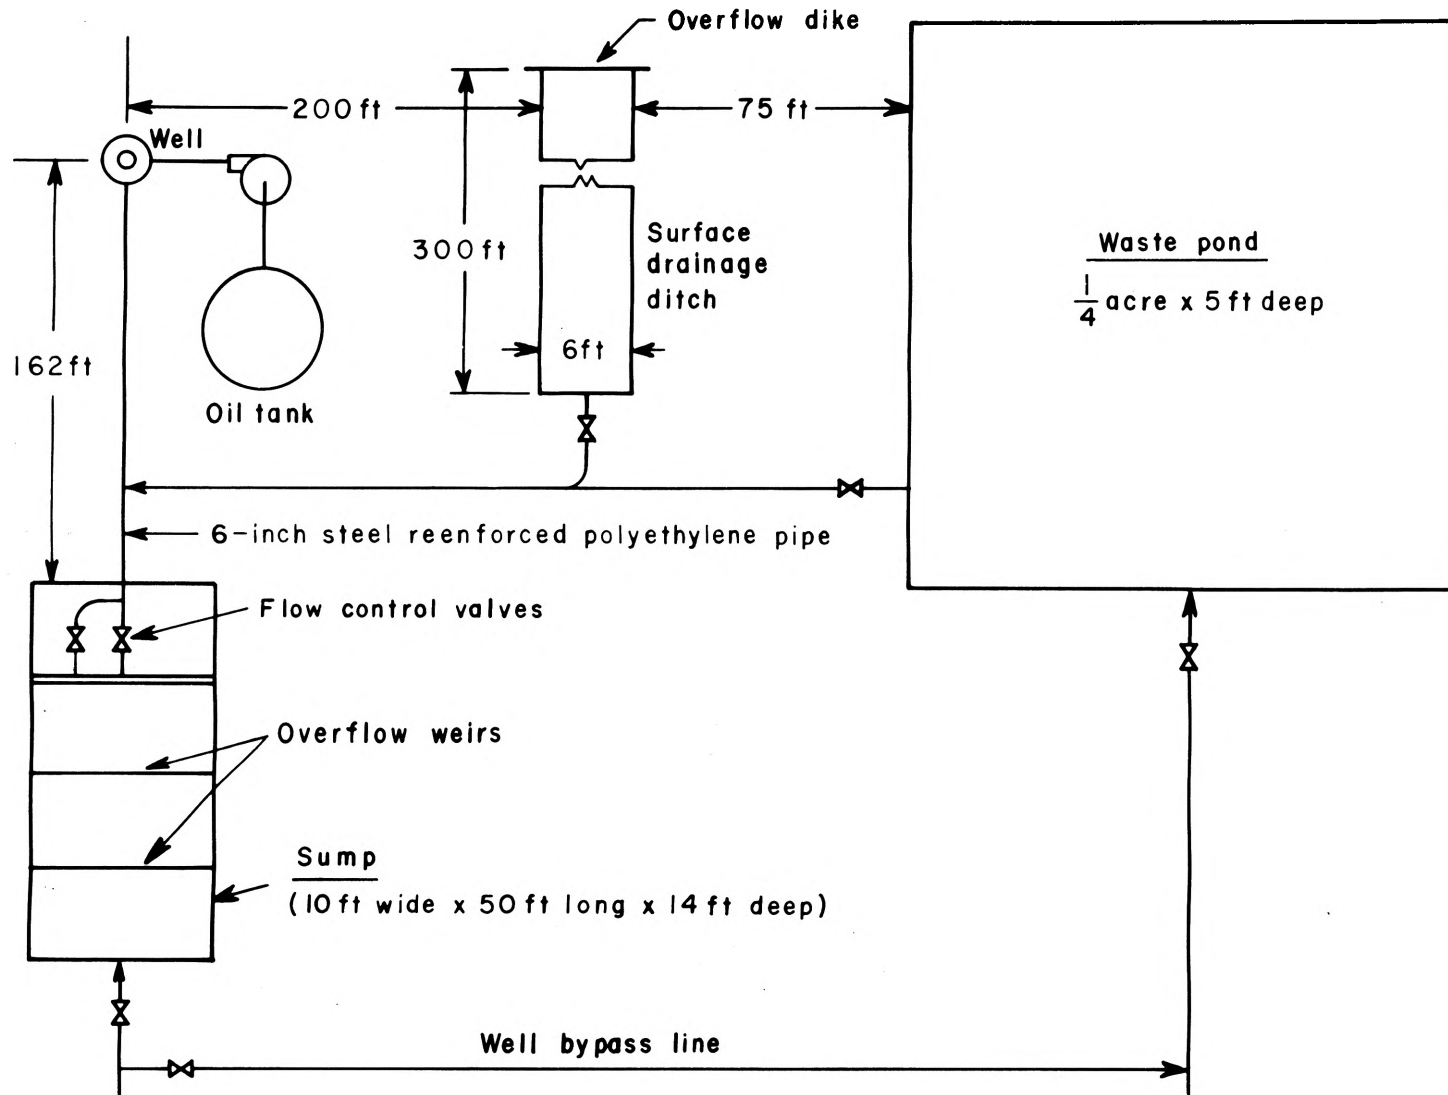 Overflow dike
200 ft
75 ft
Well
300 ft
Surface
drainage
ditch
Waste pond
1/4 acre x 5 ft deep
162 ft
6 ft
Oil tank
6-inch steel reenforced polyethylene pipe
Flow control valves
Overflow weirs
Sump
(10 ft wide x 50 ft long x 14 ft deep)
Well bypass line